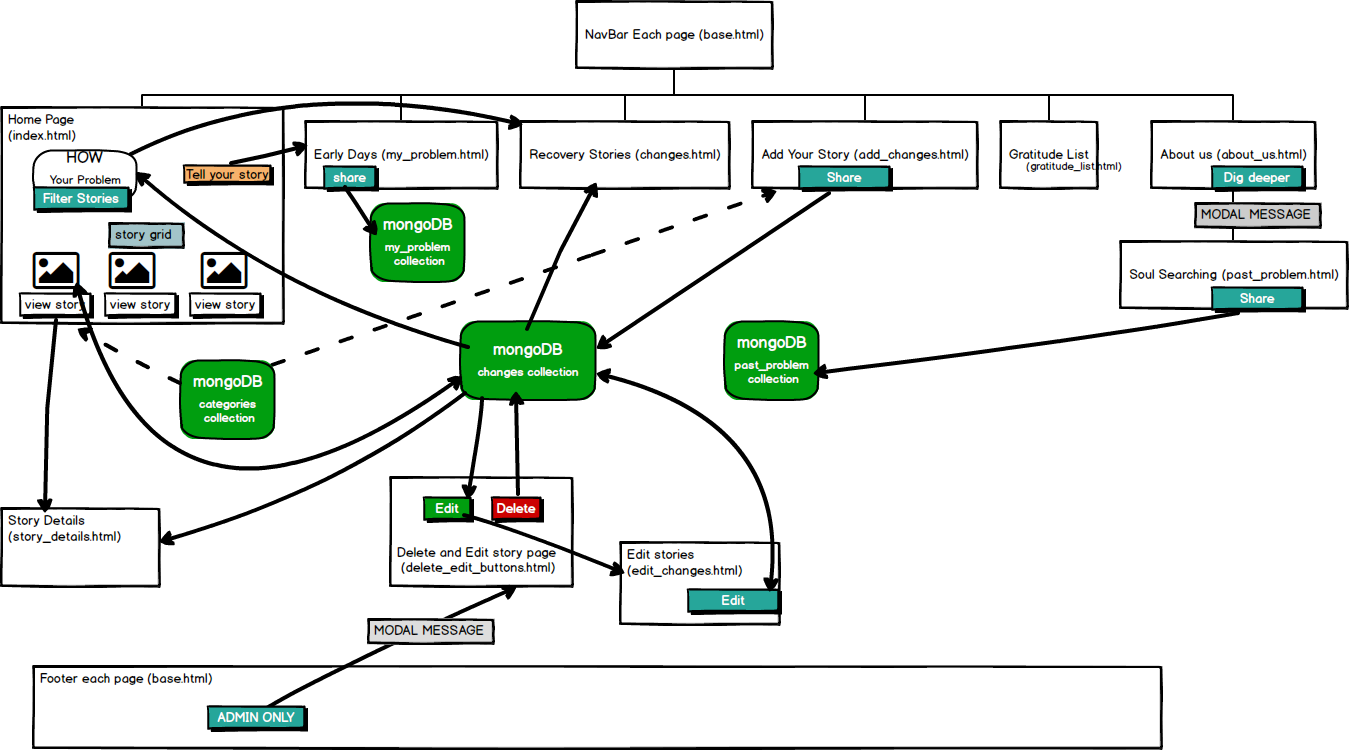 NavBar Each page (base.html)
Home Page
(index.html)
HOW
Your Problem
Filter Stories
Tell your story
story grid
view story
view story
view story
Early Days (my_problem.html)
share
Recovery Stories (changes.html)
Add Your Story (add_changes.html)
Share
Gratitude List
(gratitude_list.html)
About us (about_us.html)
Dig deeper
MODAL MESSAGE
Soul Searching (past_problem.html)
Share
mongoDB
my_problem
collection
mongoDB
changes collection
mongoDB
past_problem
collection
mongoDB
categories
collection
Story Details
(story_details.html)
Edit
Delete
Delete and Edit story page
(delete_edit_buttons.html)
Edit stories
(edit_changes.html)
Edit
MODAL MESSAGE
Footer each page (base.html)
ADMIN ONLY